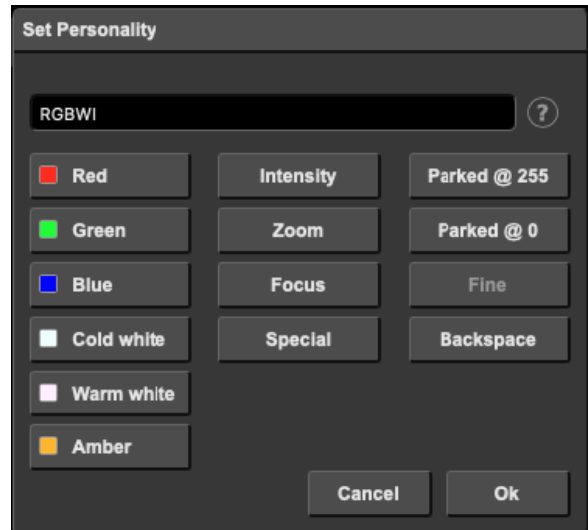 Set Personality
RGBWI
?
Red Intensity Parked @ 255
Green Zoom Parked @ 0
Blue Focus Fine
Cold white Special Backspace
Warm white
Amber
Cancel Ok